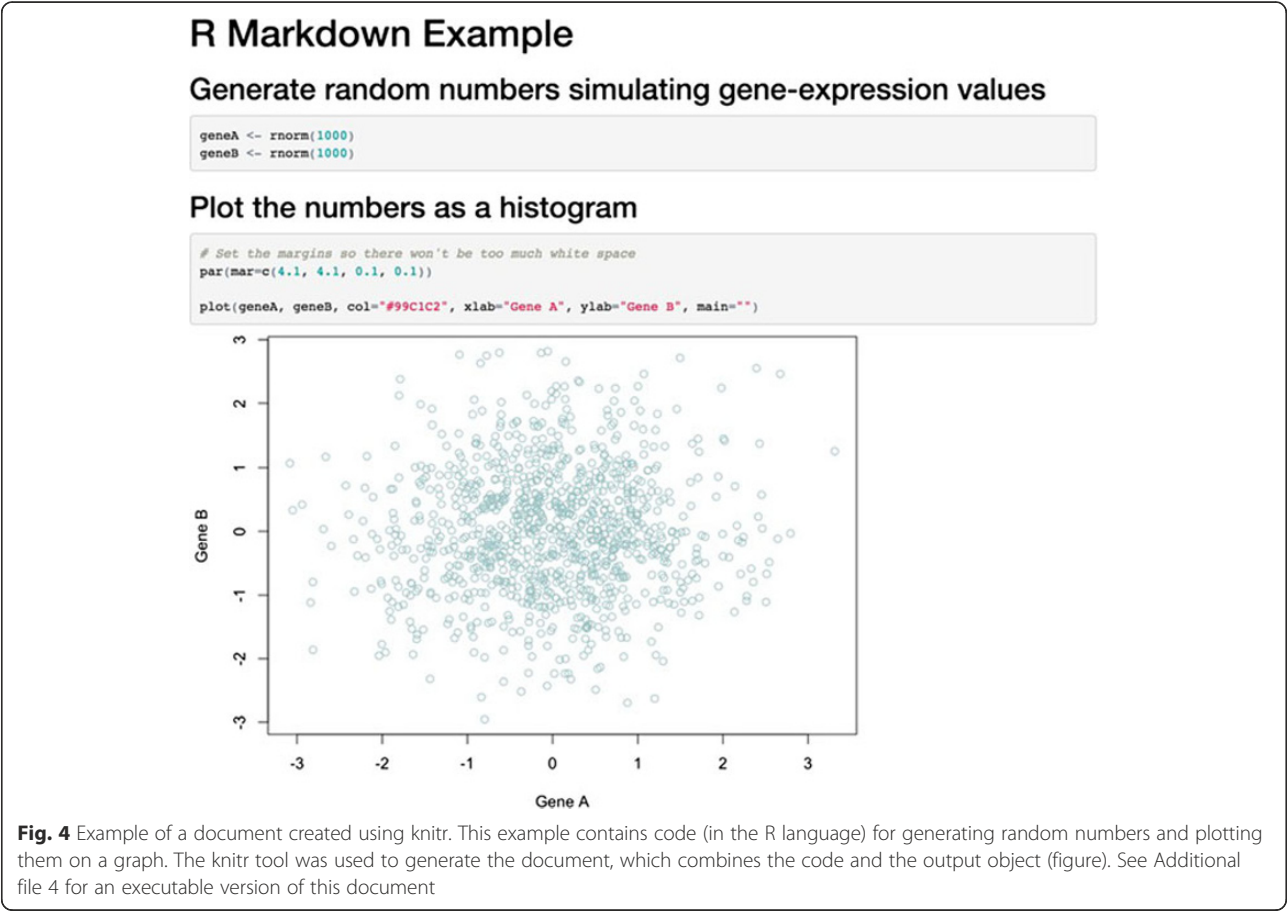 R Markdown Example
Generate random numbers simulating gene-expression values
geneA <- rnorm(1000)
geneB <- rnorm(1000)
Plot the numbers as a histogram
# Set the margins so there won't be too much white space
par(mar=c(4.1, 4.1, 0.1, 0.1))
plot(geneA, geneB, col="#99C1C2", xlab="Gene A", ylab="Gene B", main="")
3
2
1
0
-1
-2
-3
Gene B
-3 -2 -1 0 1 2 3
Gene A
Fig. 4 Example of a document created using knitr. This example contains code (in the R language) for generating random numbers and plotting
them on a graph. The knitr tool was used to generate the document, which combines the code and the output object (figure). See Additional
file 4 for an executable version of this document